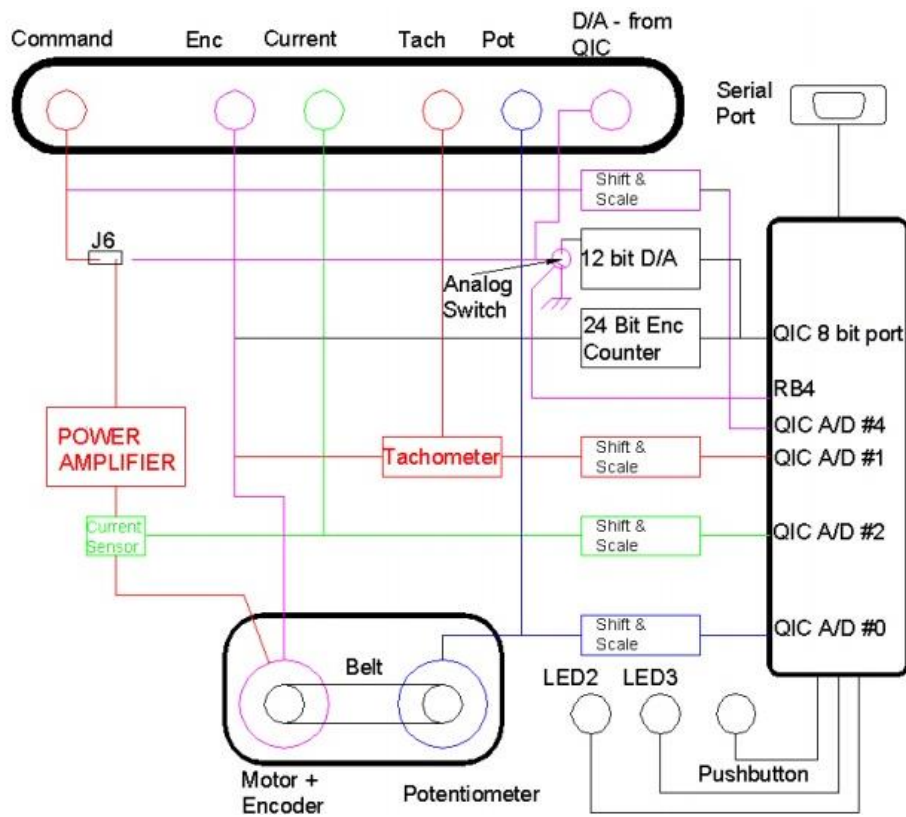 Command
Enc
Current
Tach
Pot
D/A - from
QIC
Serial
Port
Shift &
Scale
J6
12 bit D/A
Analog
Switch
24 Bit Enc
Counter
QIC 8 bit port
RB4
QIC A/D #4
POWER
AMPLIFIER
Tachometer
Shift &
Scale
QIC A/D #1
Current
Sensor
Shift &
Scale
QIC A/D #2
Shift &
Scale
QIC A/D #0
Belt
LED2
LED3
Motor +
Encoder
Potentiometer
Pushbutton